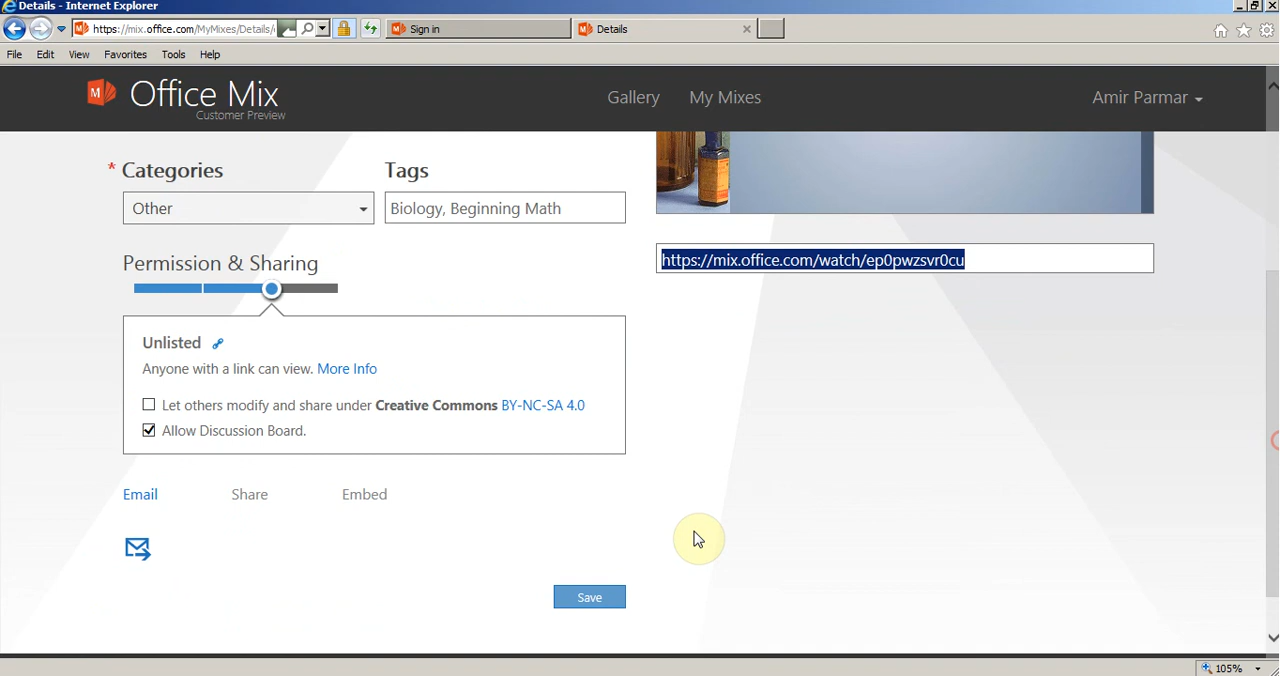 Details - Internet Explorer
https://mix.office.com/MyMixes/Details/
Sign in
Details
File Edit View Favorites Tools Help
M Office Mix
Customer Preview
Gallery My Mixes Amir Parmar
* Categories Tags
Other
Biology, Beginning Math
Permission & Sharing
https://mix.office.com/watch/ep0pwzsvr0cu
Unlisted
Anyone with a link can view. More Info
Let others modify and share under Creative Commons BY-NC-SA 4.0
Allow Discussion Board.
Email Share Embed
Save
105%